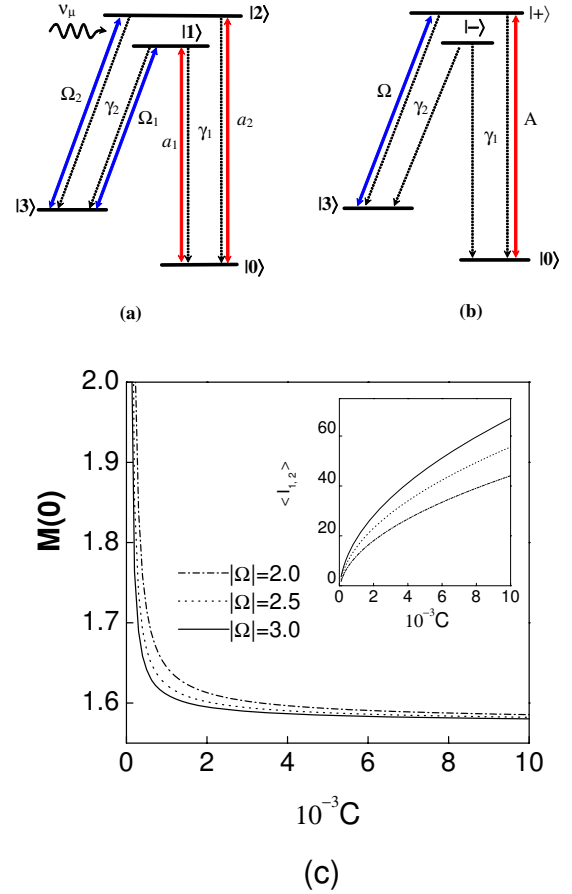 ν_μ
|2⟩
|1⟩
Ω₂
γ₂
Ω₁
a₁
γ₁
a₂
|3⟩
|0⟩
(a)
|+⟩
|−⟩
Ω
γ₂
γ₁
A
|3⟩
|0⟩
(b)
2.0
1.9
1.8
1.7
1.6
M(0)
|Ω|=2.0
|Ω|=2.5
|Ω|=3.0
60
40
20
0
< I₁,₂ >
0 2 4 6 8 10
10⁻³C
0 2 4 6 8 10
10⁻³C
(c)